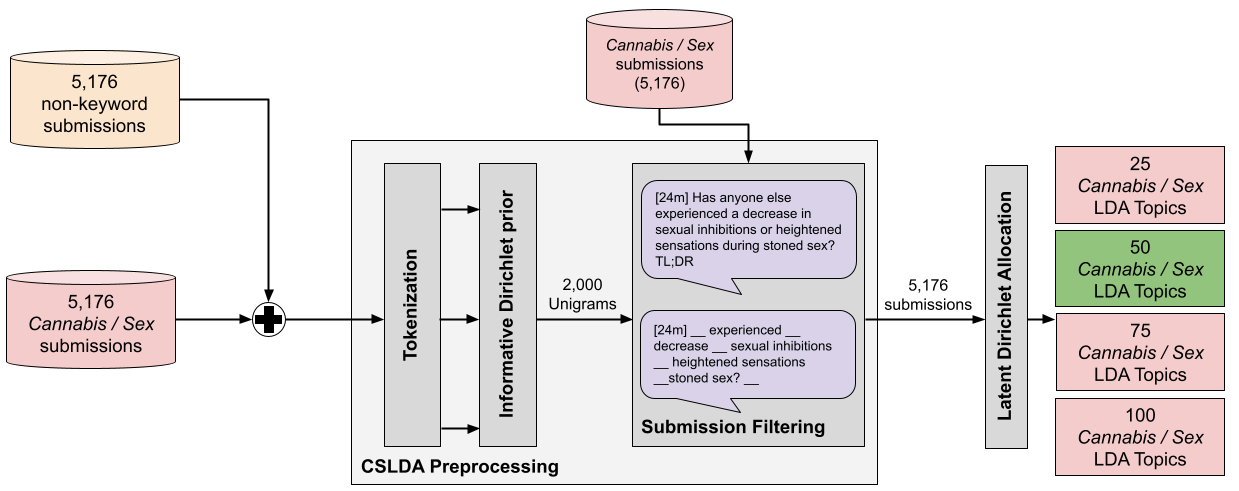 5,176
non-keyword
submissions
5,176
Cannabis / Sex
submissions
Cannabis / Sex
submissions
(5,176)
Tokenization
Informative Dirichlet prior
2,000
Unigrams
[24m] Has anyone else
experienced a decrease in
sexual inhibitions or heightened
sensations during stoned sex?
TL;DR
[24m] __ experienced __
decrease __ sexual inhibitions
__ heightened sensations
__stoned sex? __
Submission Filtering
CSLDA Preprocessing
5,176
submissions
Latent Dirichlet Allocation
25
Cannabis / Sex
LDA Topics
50
Cannabis / Sex
LDA Topics
75
Cannabis / Sex
LDA Topics
100
Cannabis / Sex
LDA Topics